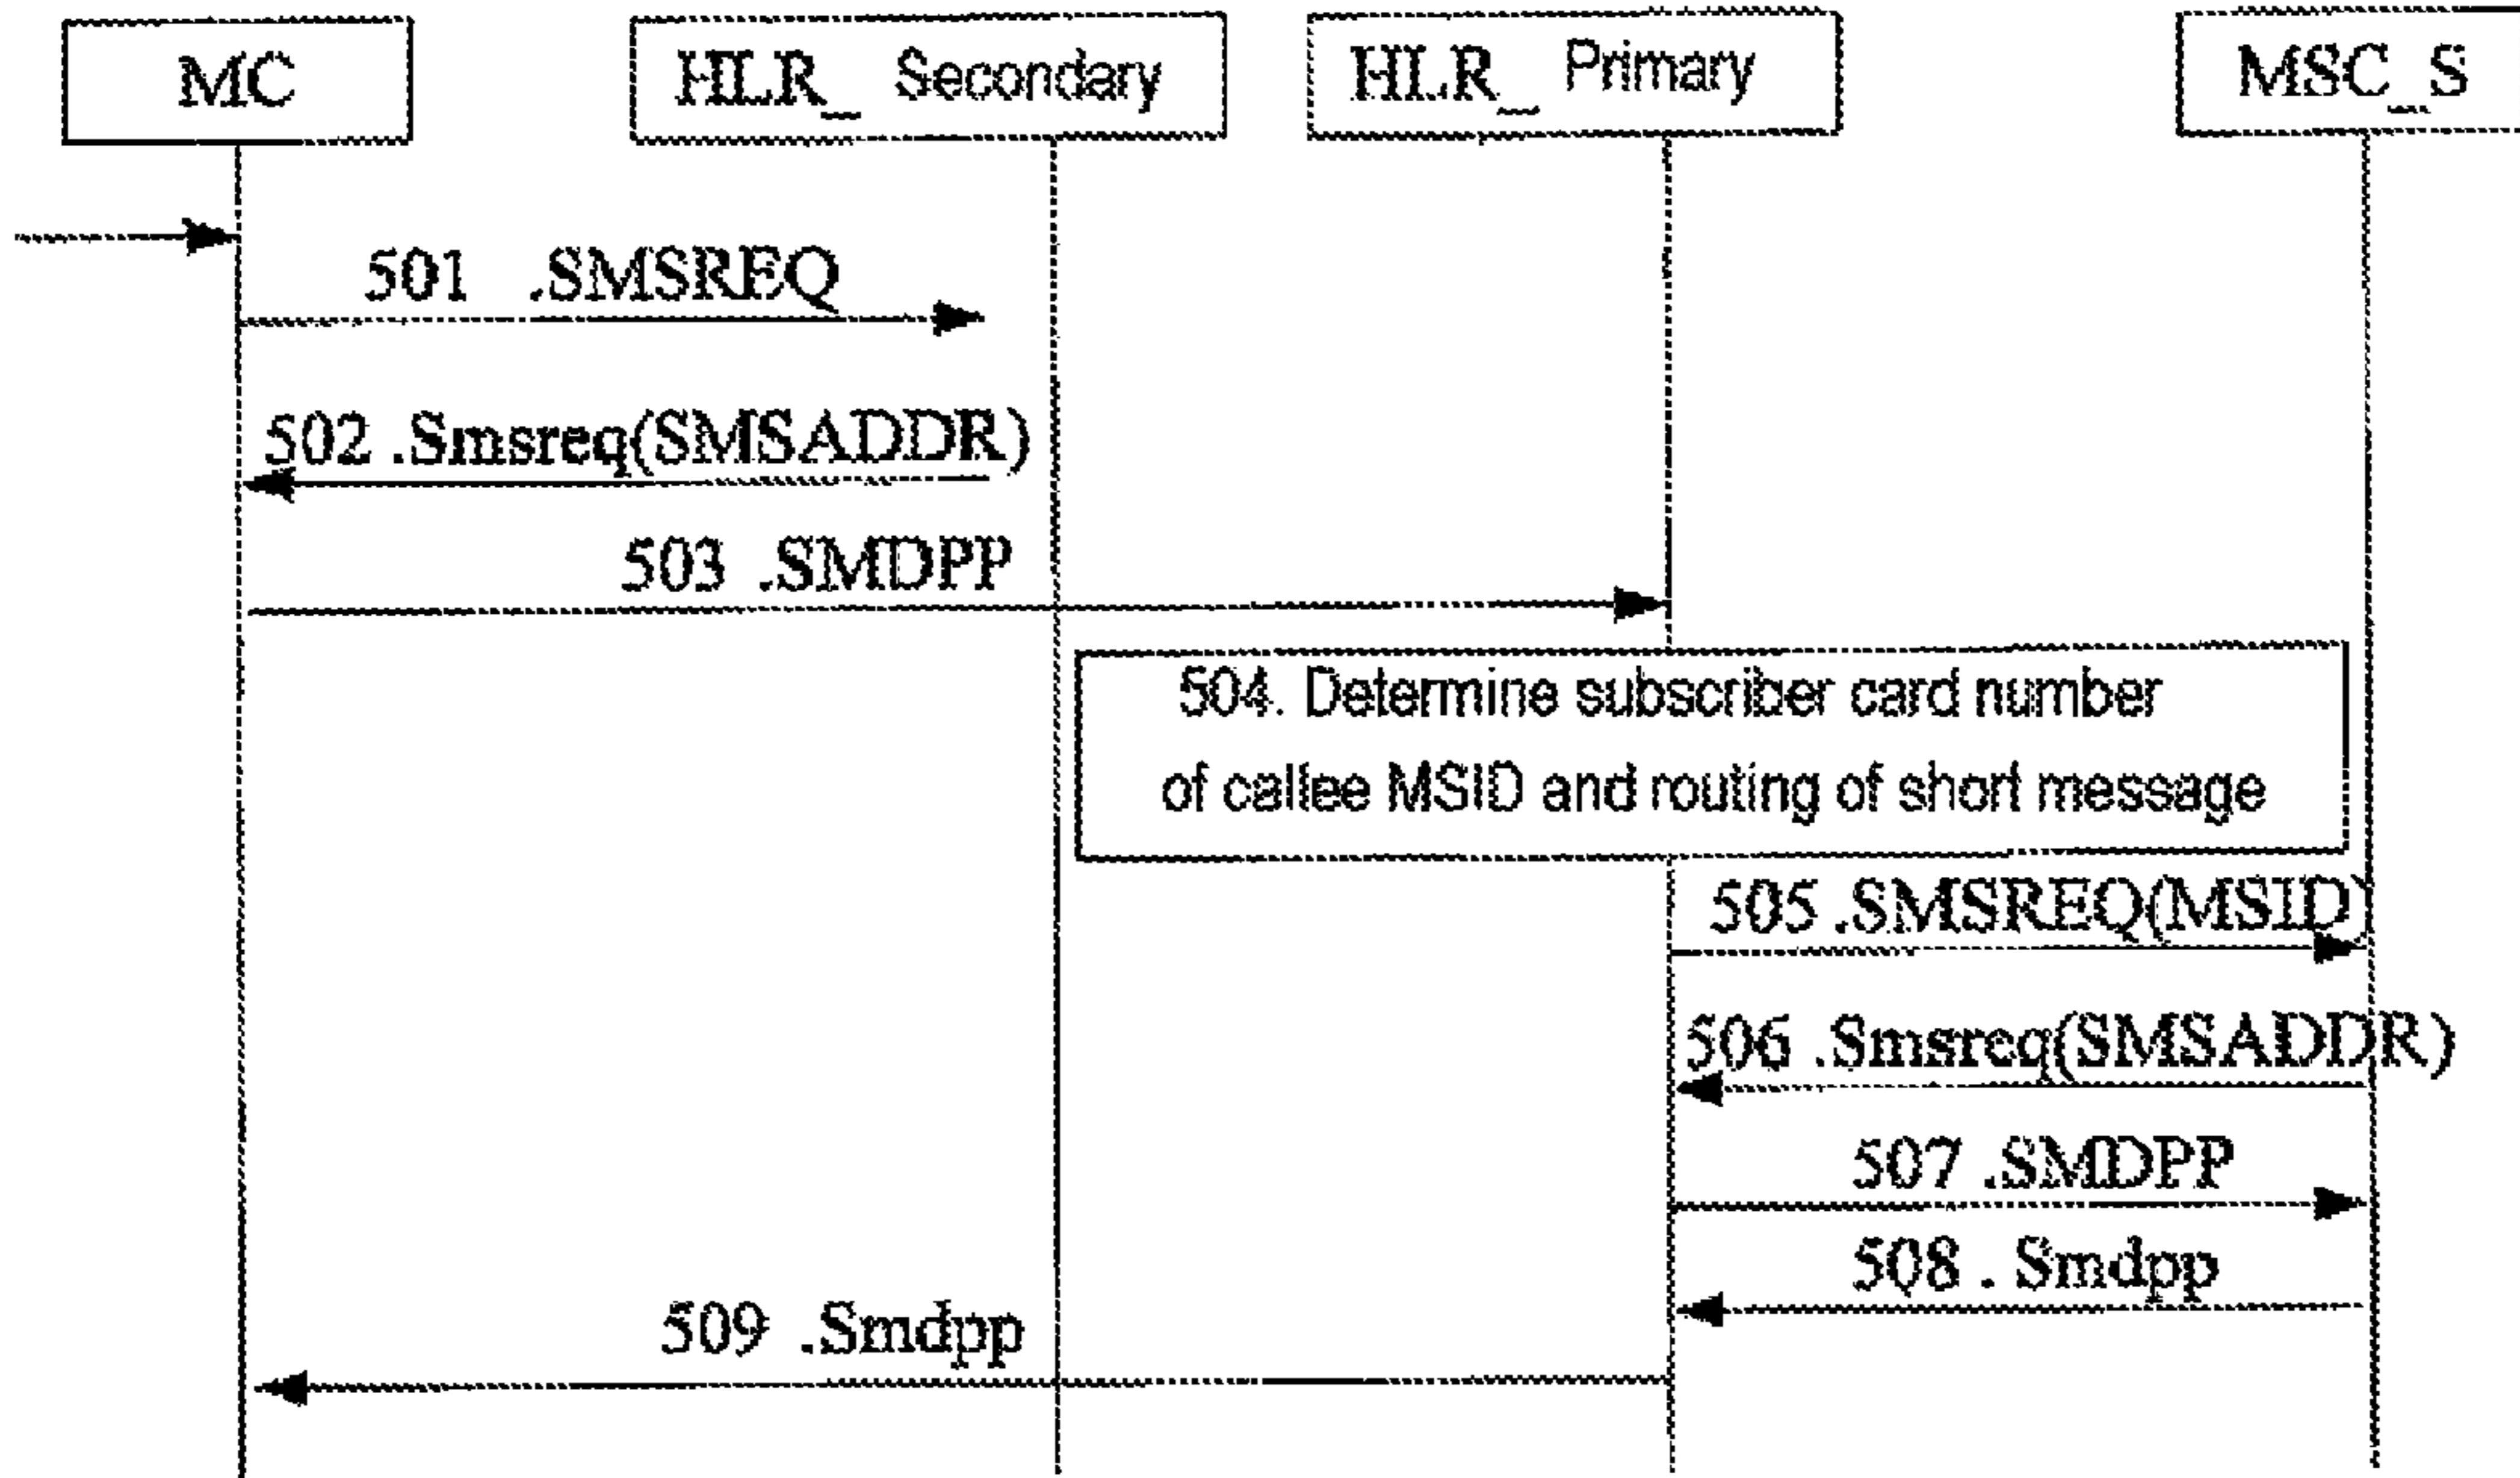 MC
HLR_ Secondary
HLR_ Primary
MSC_S
501 .SMSREQ
502 .Smsreq(SMSADDR)
503 .SMDPP
504. Determine subscriber card number
of callee MSID and routing of short message
505 .SMSREQ(MSID)
506 .Smsreq(SMSADDR)
507 .SMDPP
508 . Smdpp
509 .Smdpp